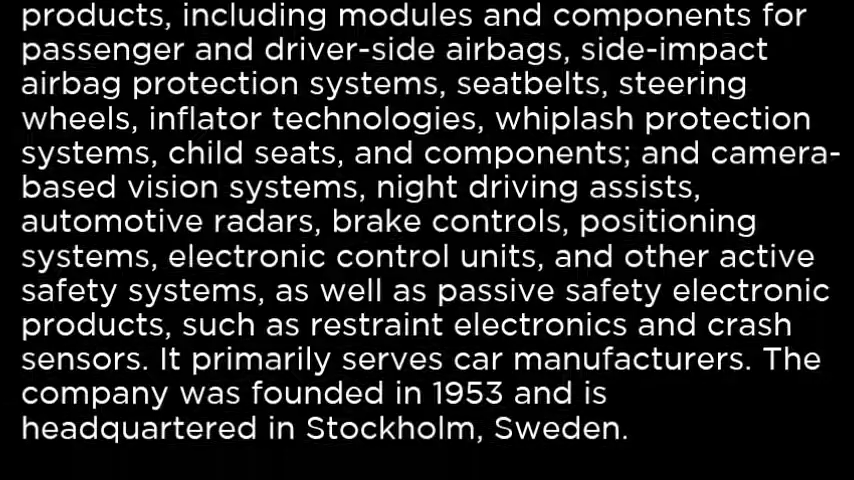 products, including modules and components for
passenger and driver-side airbags, side-impact
airbag protection systems, seatbelts, steering
wheels, inflator technologies, whiplash protection
systems, child seats, and components; and camera-
based vision systems, night driving assists,
automotive radars, brake controls, positioning
systems, electronic control units, and other active
safety systems, as well as passive safety electronic
products, such as restraint electronics and crash
sensors. It primarily serves car manufacturers. The
company was founded in 1953 and is
headquartered in Stockholm, Sweden.